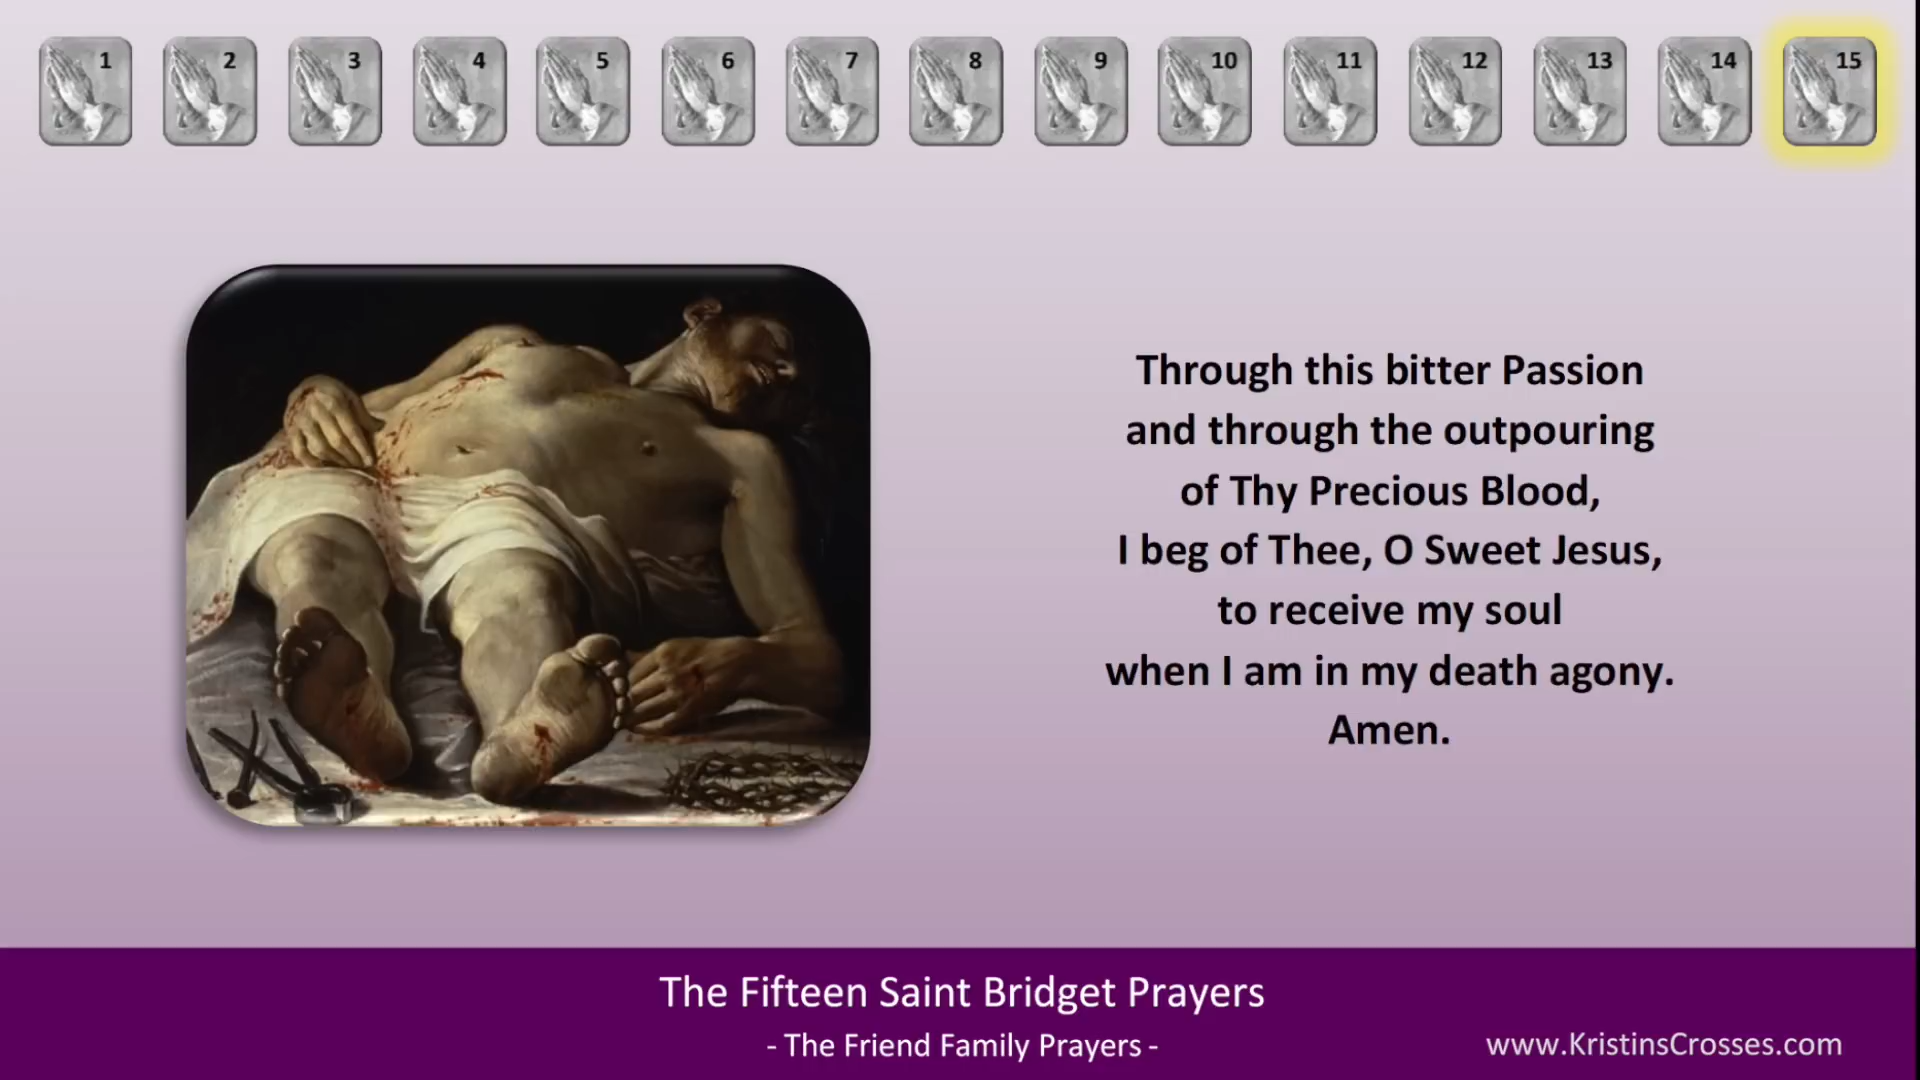 1 2 3 4 5 6 7 8 9 10 11 12 13 14 15
Through this bitter Passion
and through the outpouring
of Thy Precious Blood,
I beg of Thee, O Sweet Jesus,
to receive my soul
when I am in my death agony.
Amen.
The Fifteen Saint Bridget Prayers
- The Friend Family Prayers -
www.KristinsCrosses.com